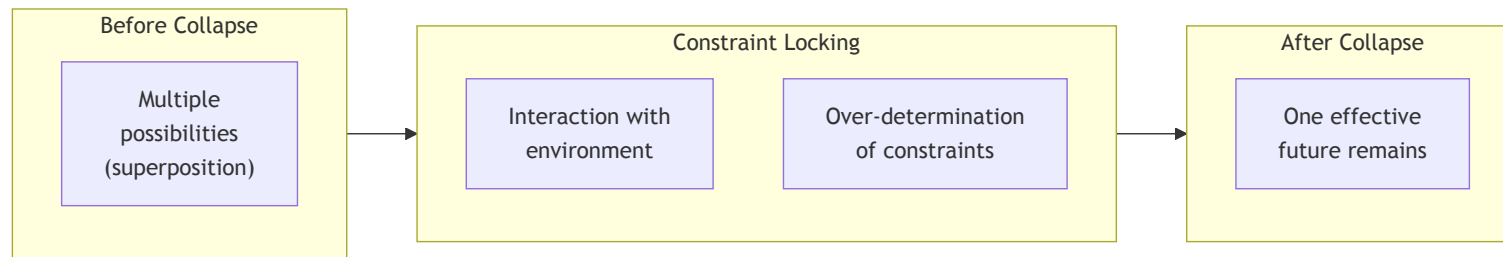 Before Collapse
Multiple
possibilities
(superposition)
Constraint Locking
Interaction with
environment
Over-determination
of constraints
After Collapse
One effective
future remains